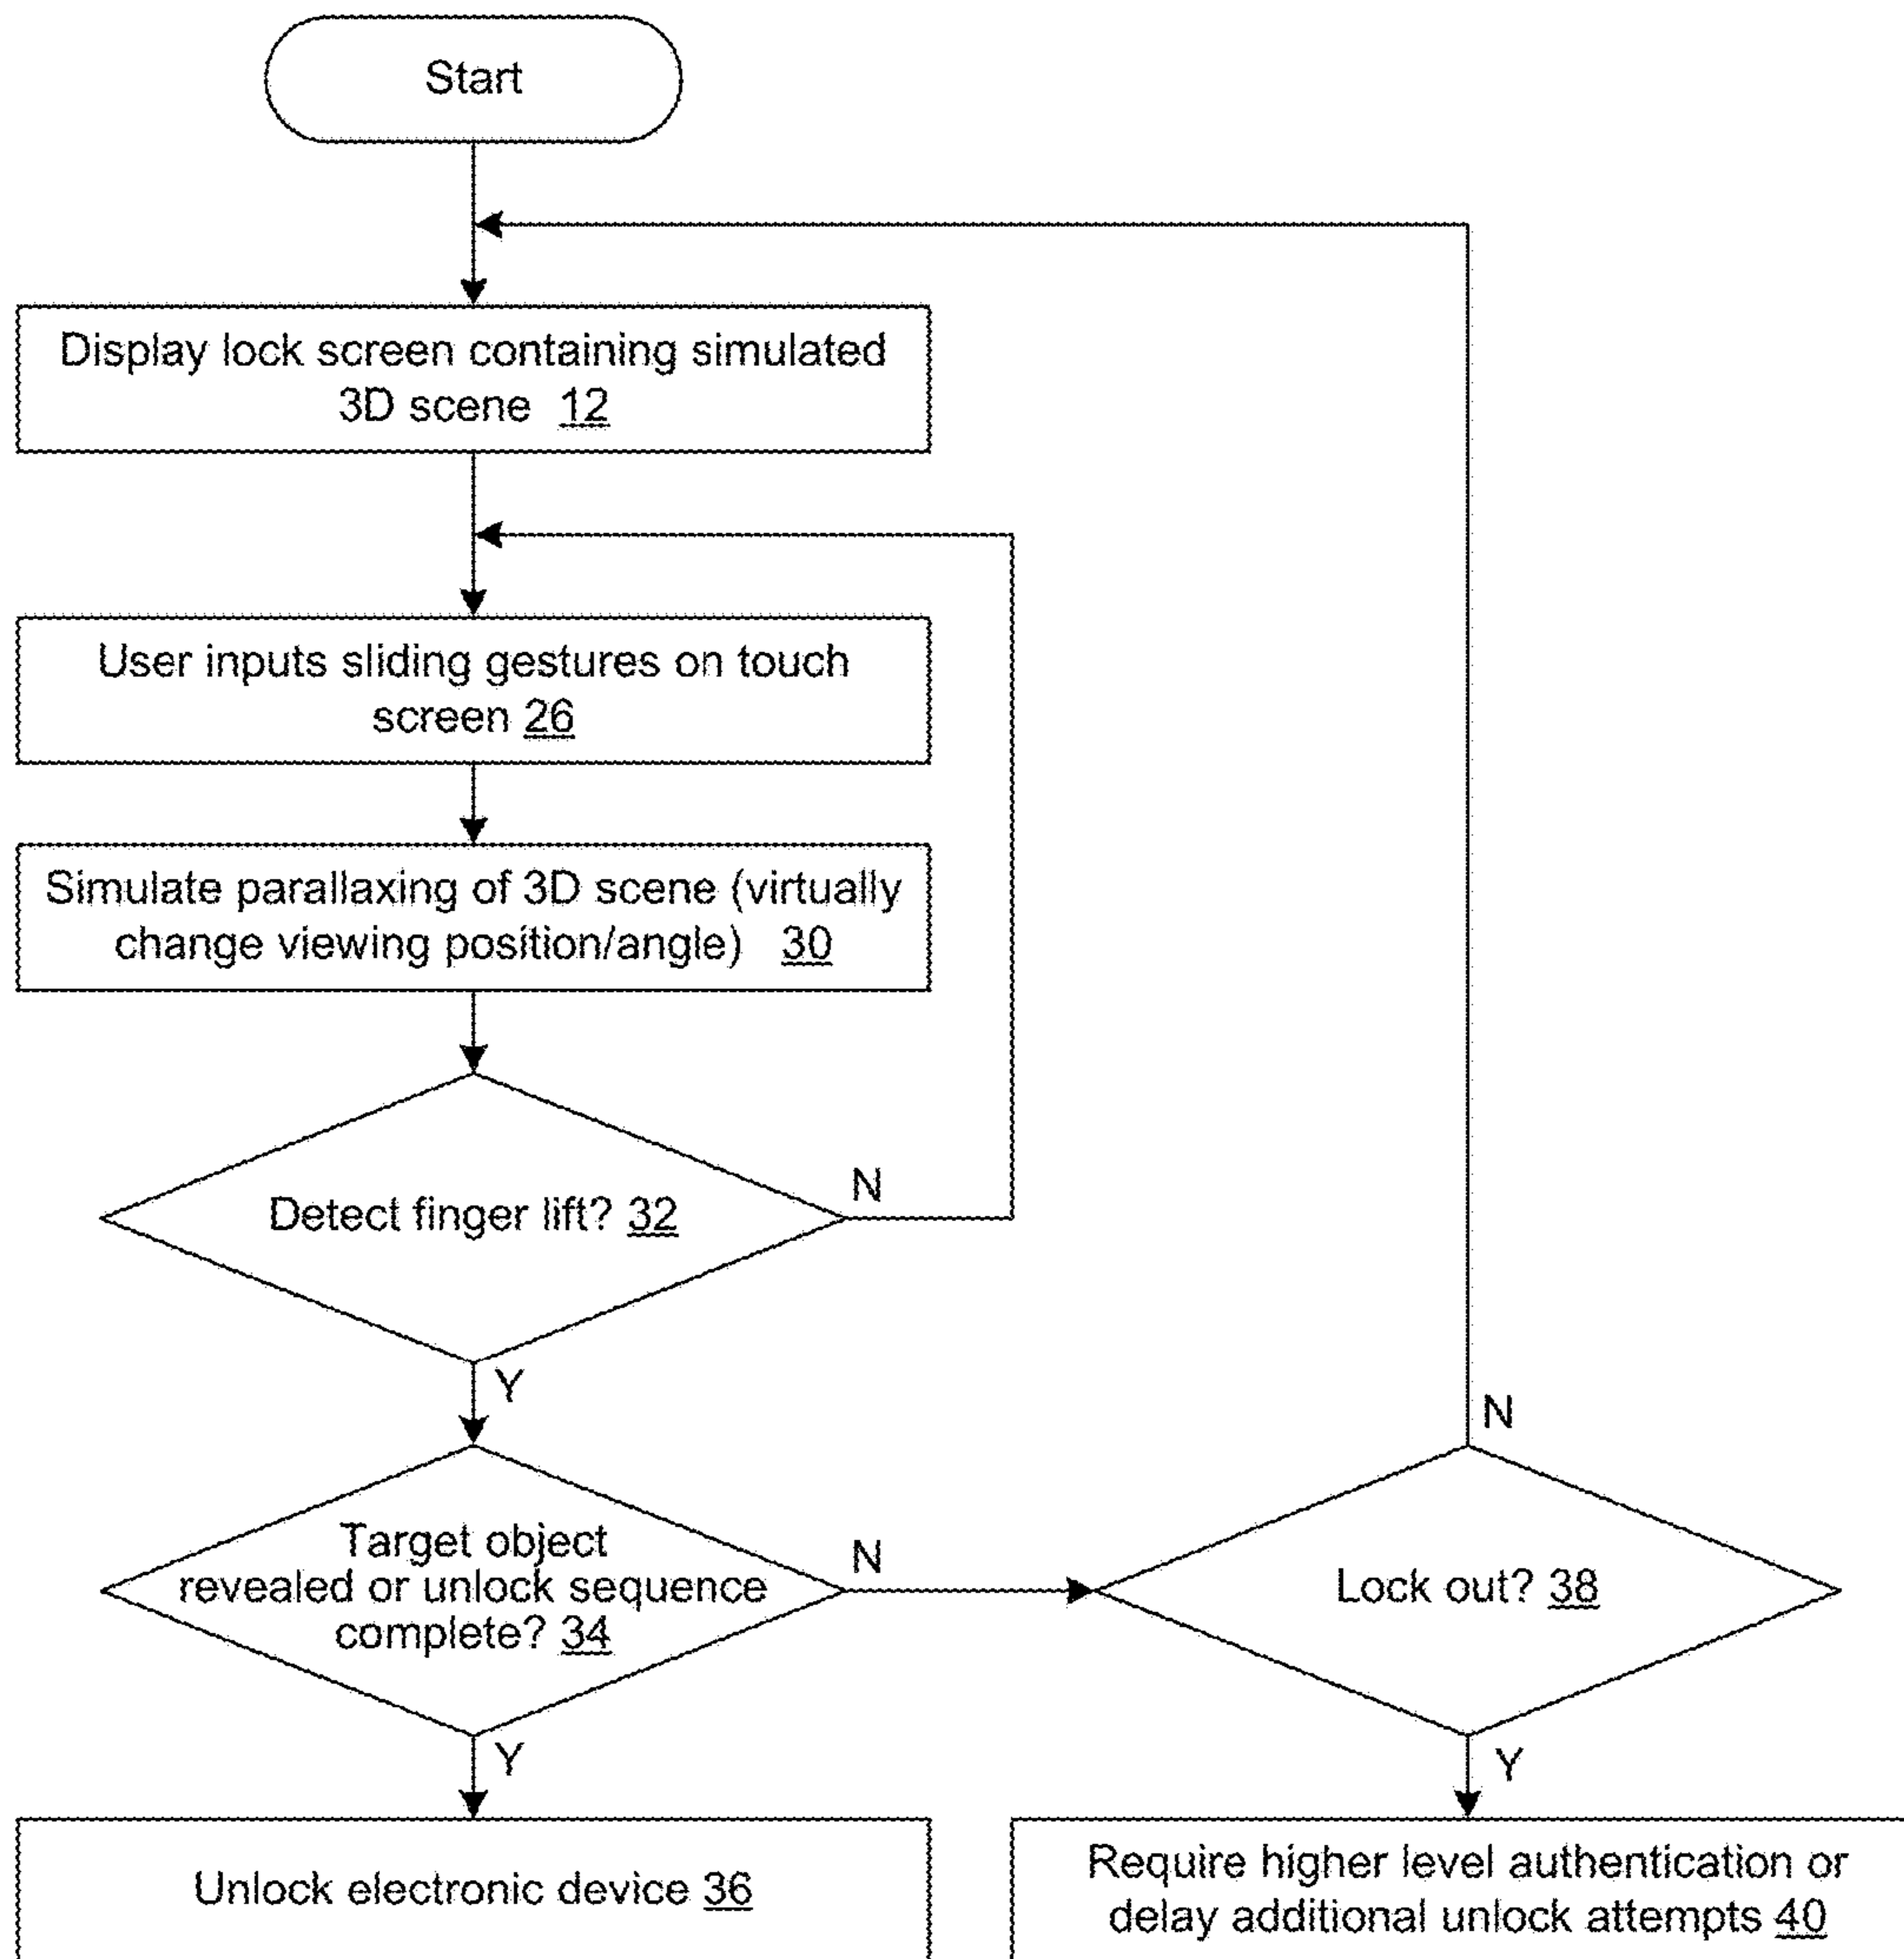 Start
Display lock screen containing simulated
3D scene 12
User inputs sliding gestures on touch
screen 26
Simulate parallaxing of 3D scene (virtually
change viewing position/angle) 30
Detect finger lift? 32
N
Y
Target object
revealed or unlock sequence
complete? 34
N
Y
Lock out? 38
N
Y
Unlock electronic device 36
Require higher level authentication or
delay additional unlock attempts 40